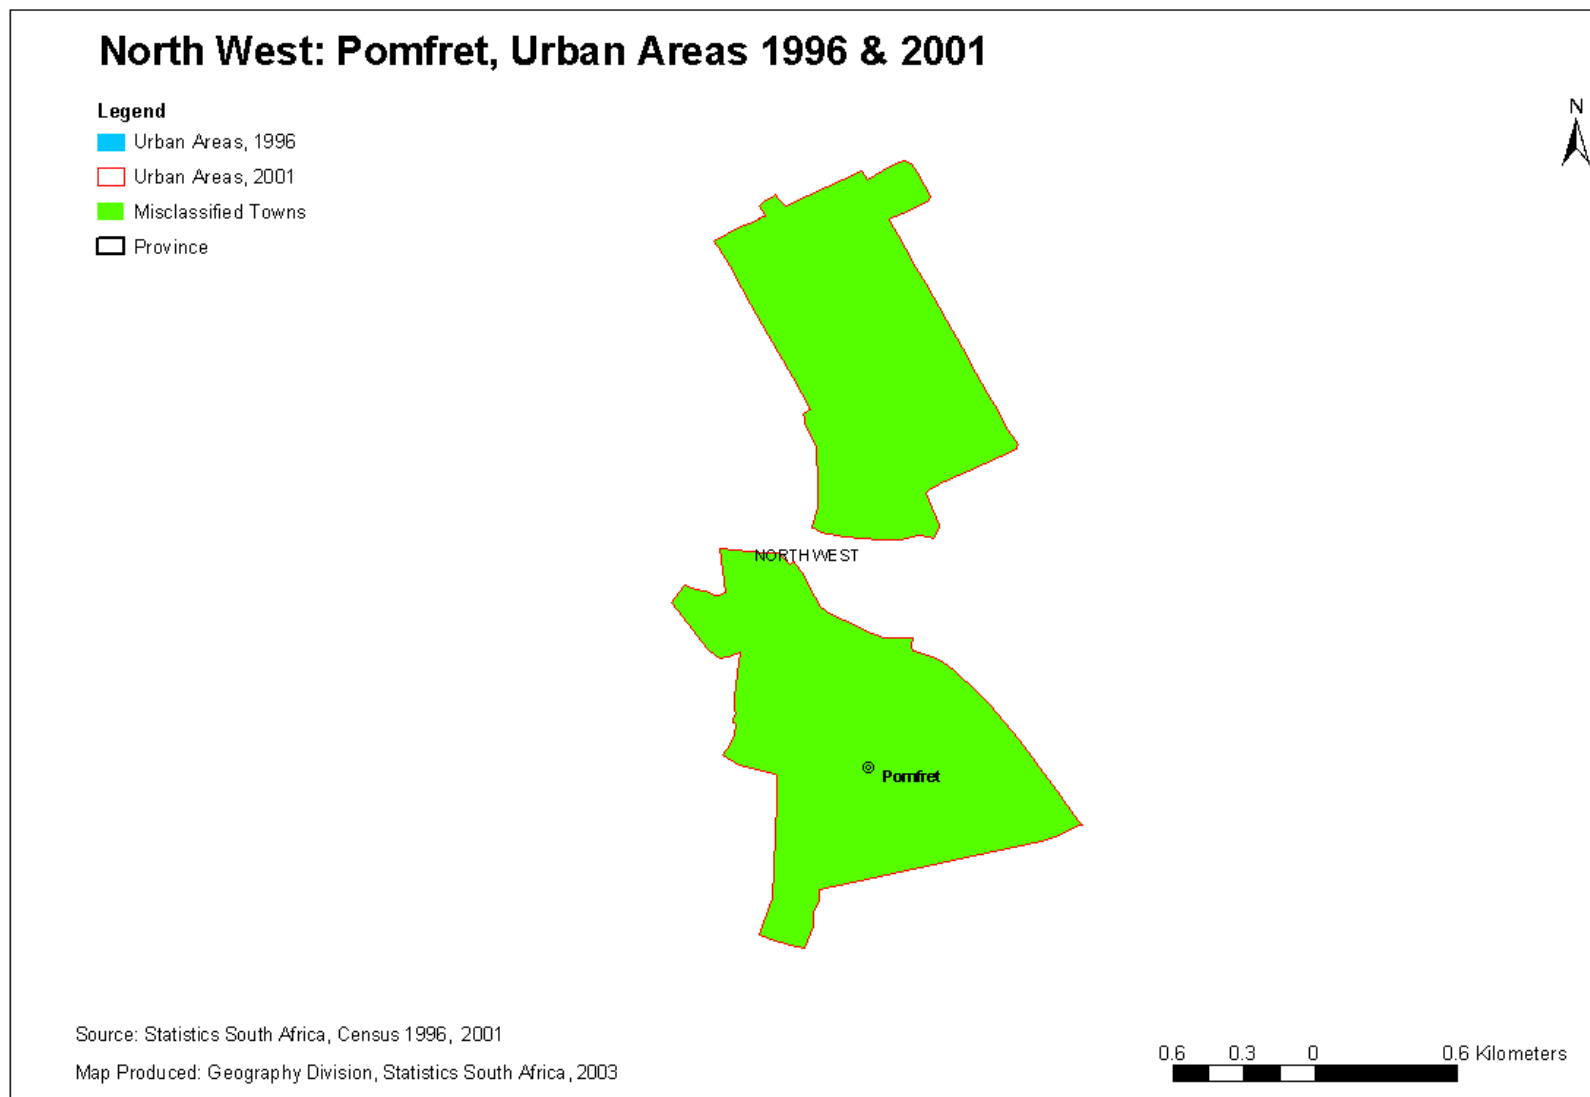 North West: Pomfret, Urban Areas 1996 & 2001
Legend
Urban Areas, 1996
Urban Areas, 2001
Misclassified Towns
Province
N
NORTH WEST
Pomfret
Source: Statistics South Africa, Census 1996, 2001
Map Produced: Geography Division, Statistics South Africa, 2003
0.6 0.3 0 0.6 Kilometers